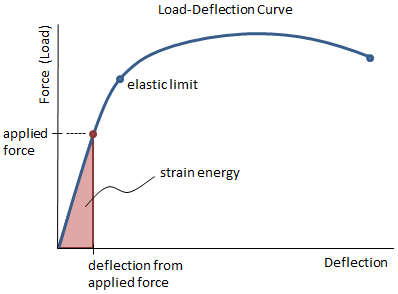 Load-Deflection Curve
Force (Load)
elastic limit
applied
force
strain energy
deflection from
applied force
Deflection